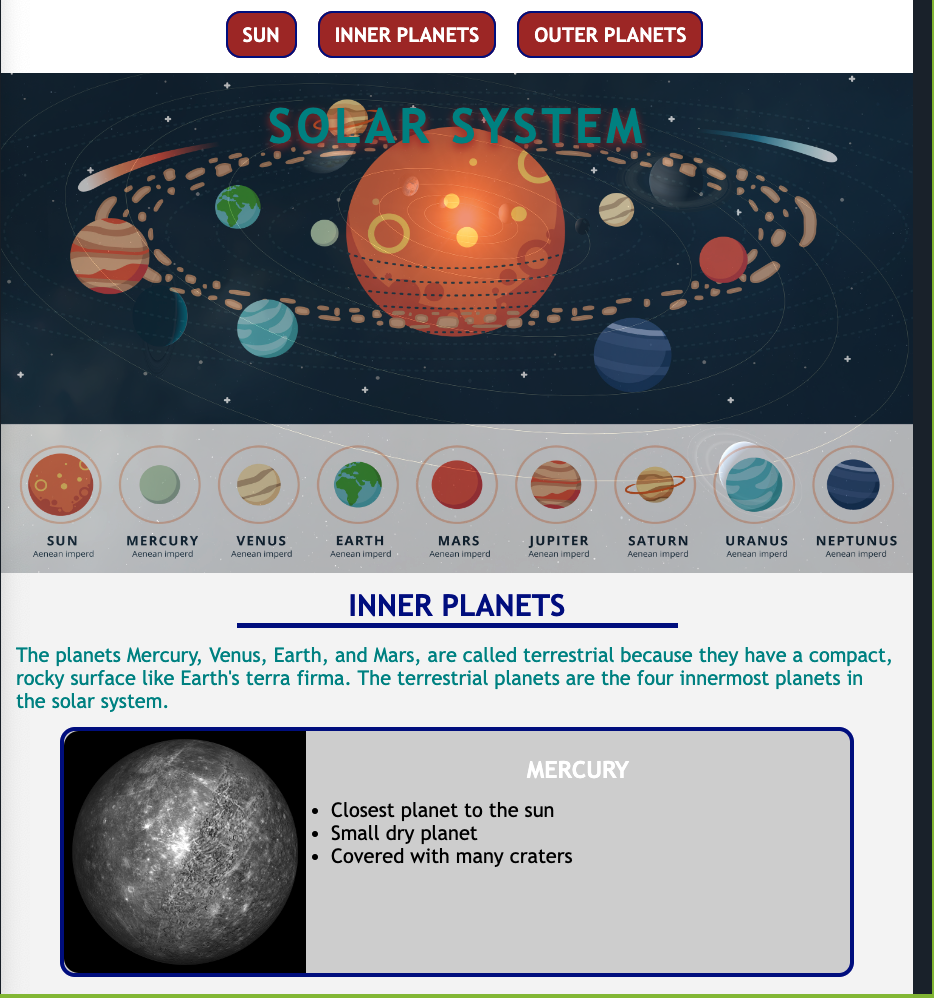 SUN INNER PLANETS OUTER PLANETS
SOLAR SYSTEM
SUN MERCURY VENUS EARTH MARS JUPITER SATURN URANUS NEPTUNUS
Aenean imperd Aenean imperd Aenean imperd Aenean imperd Aenean imperd Aenean imperd Aenean imperd Aenean imperd Aenean imperd
INNER PLANETS
The planets Mercury, Venus, Earth, and Mars, are called terrestrial because they have a compact,
rocky surface like Earth's terra firma. The terrestrial planets are the four innermost planets in
the solar system.
MERCURY
• Closest planet to the sun
• Small dry planet
• Covered with many craters